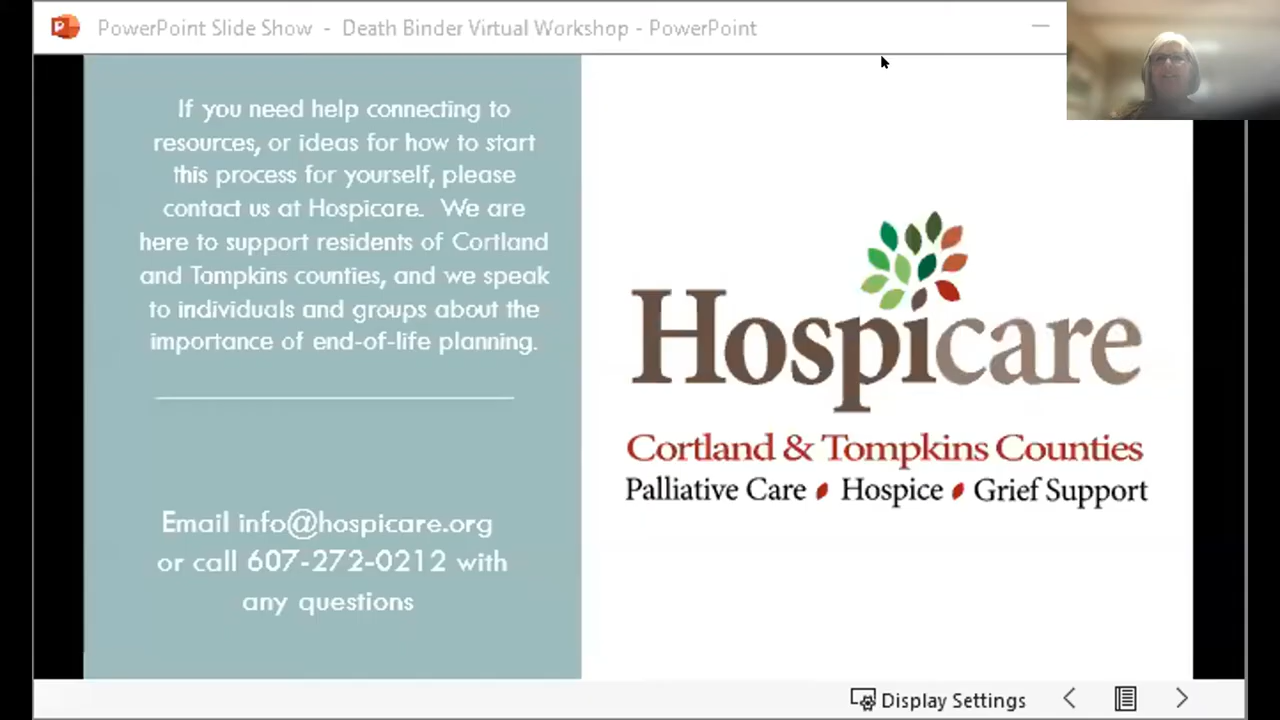 PowerPoint Slide Show - Death Binder Virtual Workshop - PowerPoint
If you need help connecting to
resources, or ideas for how to start
this process for yourself, please
contact us at Hospicare. We are
here to support residents of Cortland
and Tompkins counties, and we speak
to individuals and groups about the
importance of end-of-life planning.
Email info@hospicare.org
or call 607-272-0212 with
any questions
Hospicare
Cortland & Tompkins Counties
Palliative Care Hospice Grief Support
Display Settings